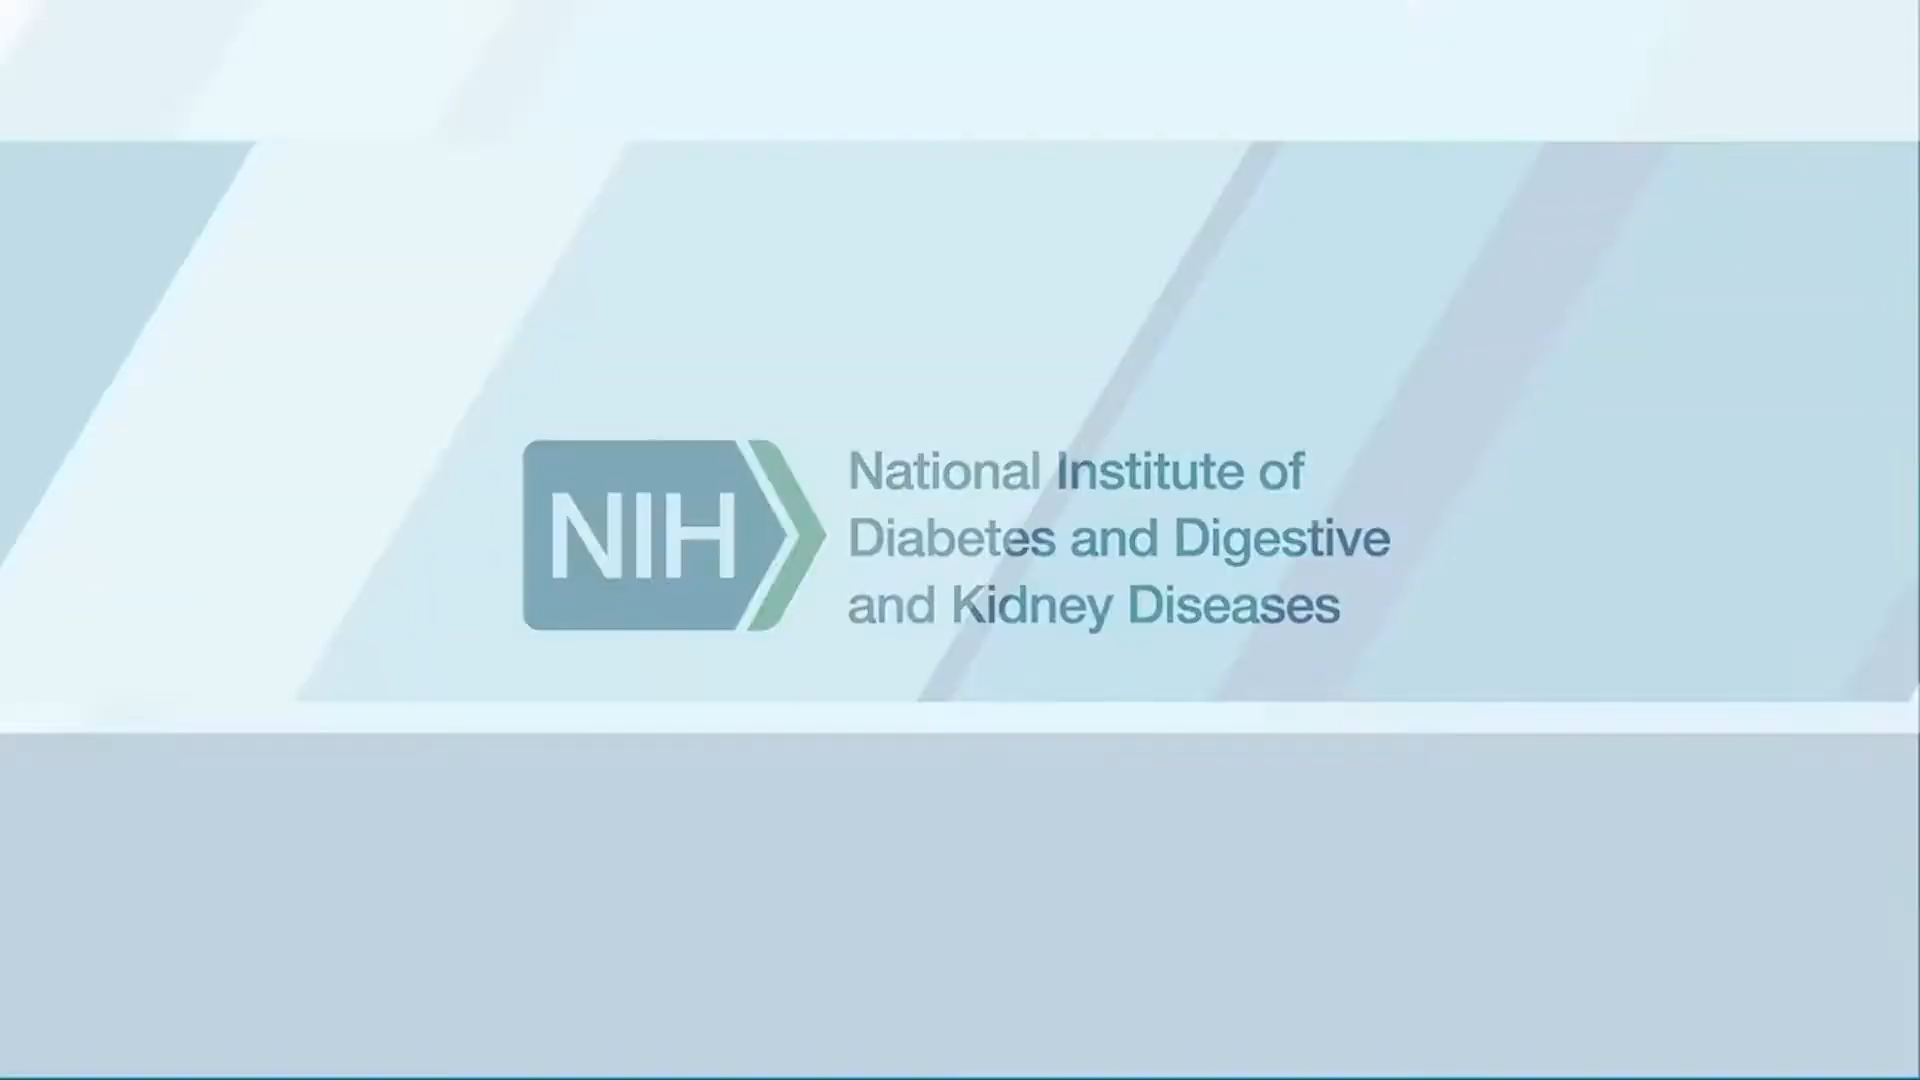 NIH
National Institute of
Diabetes and Digestive
and Kidney Diseases